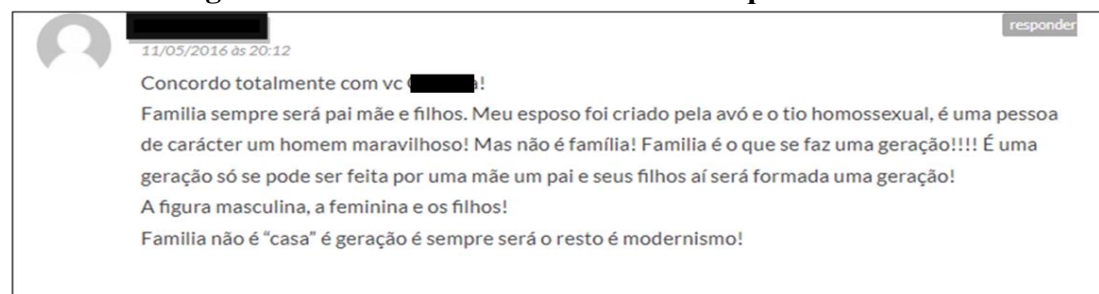 responder
11/05/2016 às 20:12
Concordo totalmente com vc !
Familia sempre será pai mãe e filhos. Meu esposo foi criado pela avó e o tio homossexual, é uma pessoa
de carácter um homem maravilhoso! Mas não é família! Familia é o que se faz uma geração!!!! É uma
geração só se pode ser feita por uma mãe um pai e seus filhos aí será formada uma geração!
A figura masculina, a feminina e os filhos!
Familia não é “casa” é geração é sempre será o resto é modernismo!